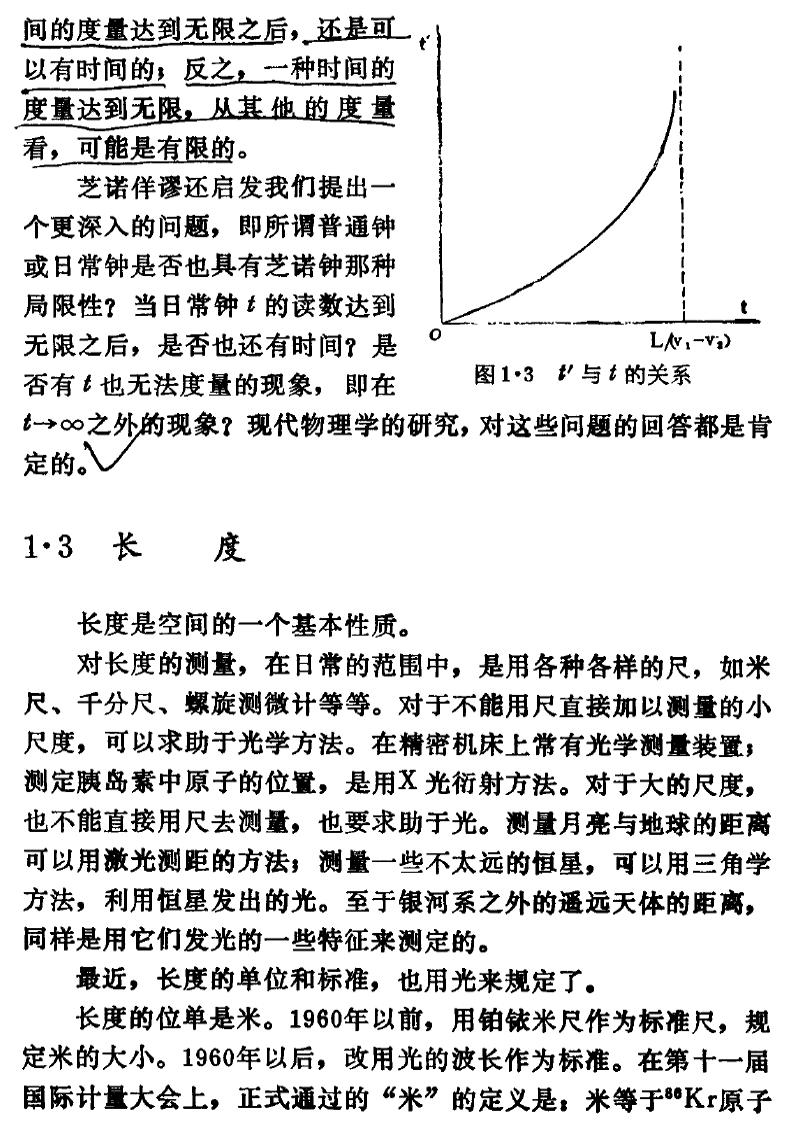 间的度量达到无限之后，还是可
以有时间的；反之，一种时间的
度量达到无限，从其他的度量
看，可能是有限的。
芝诺佯谬还启发我们提出一
个更深入的问题，即所谓普通钟
或日常钟是否也具有芝诺钟那种
局限性？当日常钟 t 的读数达到
无限之后，是否也还有时间？是
否有 t 也无法度量的现象，即在
t→∞之外的现象？现代物理学的研究，对这些问题的回答都是肯
定的。
t′
t
O
L/(v₁-v₂)
图1·3 t′ 与 t 的关系
1·3 长 度
长度是空间的一个基本性质。
对长度的测量，在日常的范围中，是用各种各样的尺，如米
尺、千分尺、螺旋测微计等等。对于不能用尺直接加以测量的小
尺度，可以求助于光学方法。在精密机床上常有光学测量装置；
测定胰岛素中原子的位置，是用X 光衍射方法。对于大的尺度，
也不能直接用尺去测量，也要求助于光。测量月亮与地球的距离
可以用激光测距的方法；测量一些不太远的恒星，可以用三角学
方法，利用恒星发出的光。至于银河系之外的遥远天体的距离，
同样是用它们发光的一些特征来测定的。
最近，长度的单位和标准，也用光来规定了。
长度的位单是米。1960年以前，用铂铱米尺作为标准尺，规
定米的大小。1960年以后，改用光的波长作为标准。在第十一届
国际计量大会上，正式通过的“米”的定义是：米等于⁸⁶Kr原子